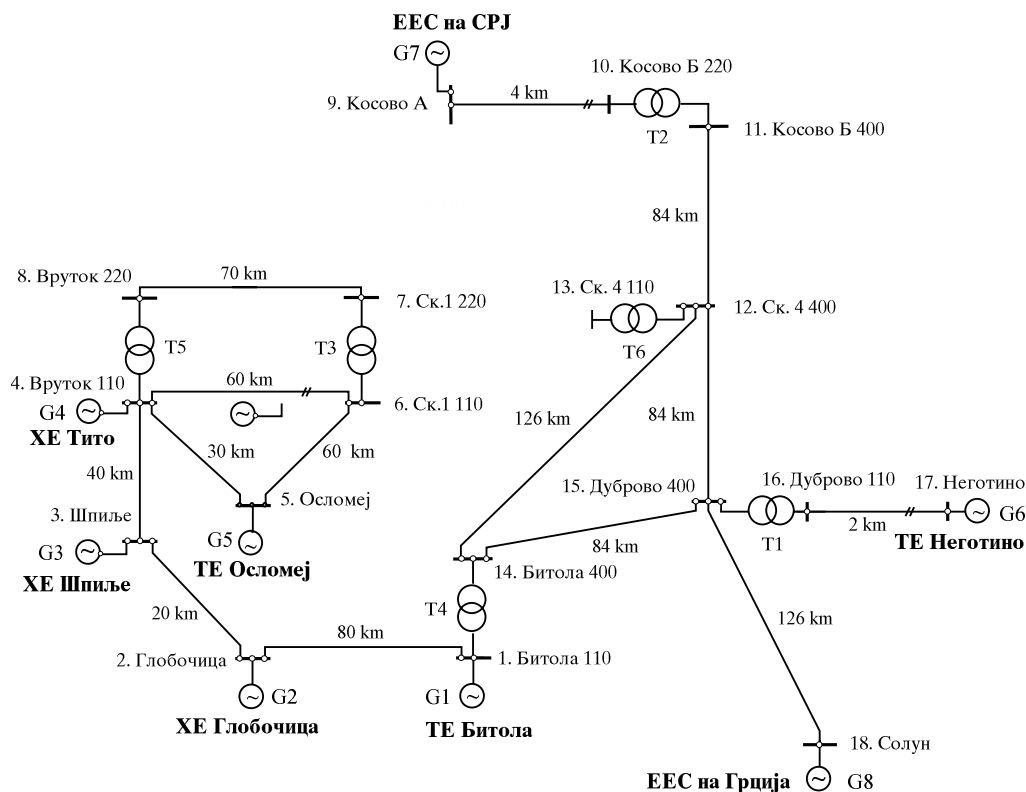 ЕЕС на СРЈ
G7
10. Косово Б 220
9. Косово А
4 km
T2
11. Косово Б 400
84 km
8. Вруток 220
70 km
7. Ск.1 220
13. Ск. 4 110
12. Ск. 4 400
T5
T3
T6
4. Вруток 110
60 km
G4
6. Ск.1 110
ХЕ Тито
126 km
84 km
30 km
60 km
40 km
16. Дуброво 110
15. Дуброво 400
17. Неготино
5. Осломеј
3. Шпиље
G6
2 km
G3
G5
84 km
T1
ТЕ Неготино
ХЕ Шпиље
ТЕ Осломеј
14. Битола 400
T4
20 km
126 km
80 km
2. Глобочица
1. Битола 110
G2
G1
ХЕ Глобочица
ТЕ Битола
18. Солун
ЕЕС на Грција
G8